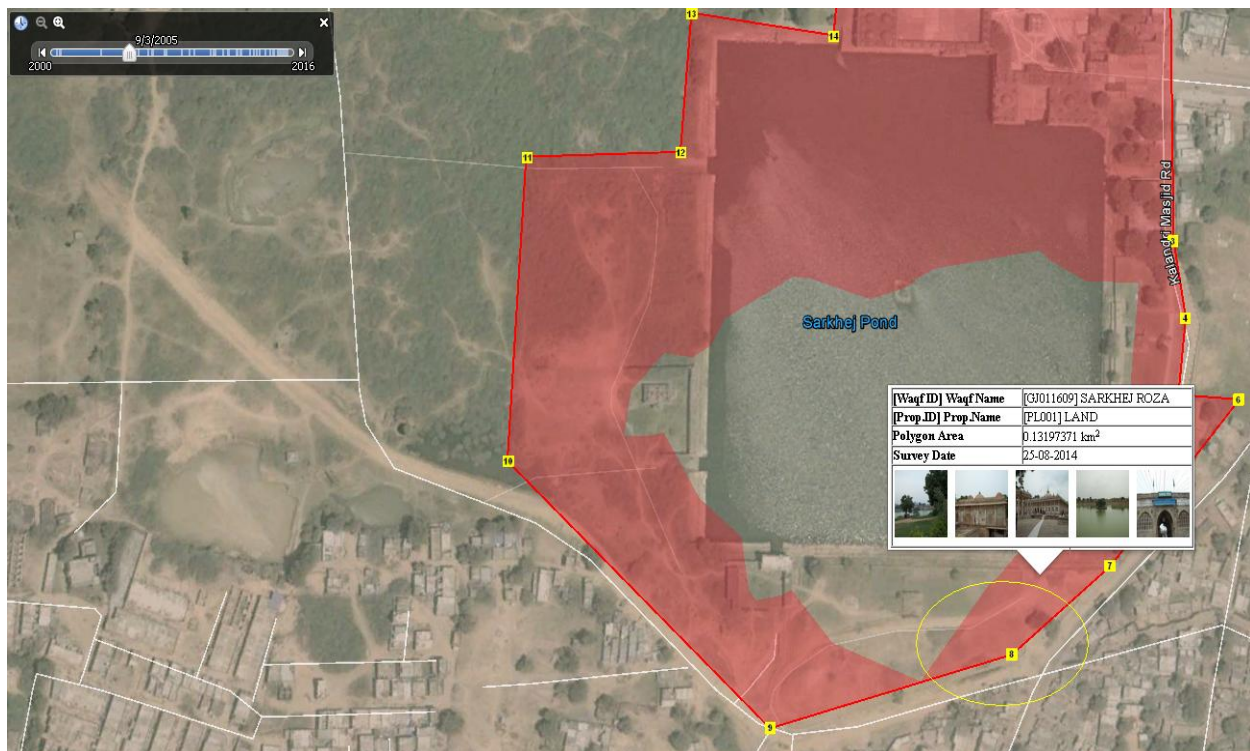 9/3/2005
2000
2016
13
14
11
12
3
Kalandri Masjid Rd
4
Sarkhej Pond
6
[Waqf ID] Waqf Name [GJ011609] SARKHEJ ROZA
[Prop.ID] Prop.Name [PL001] LAND
Polygon Area 0.13197371 km²
Survey Date 25-08-2014
10
7
8
9